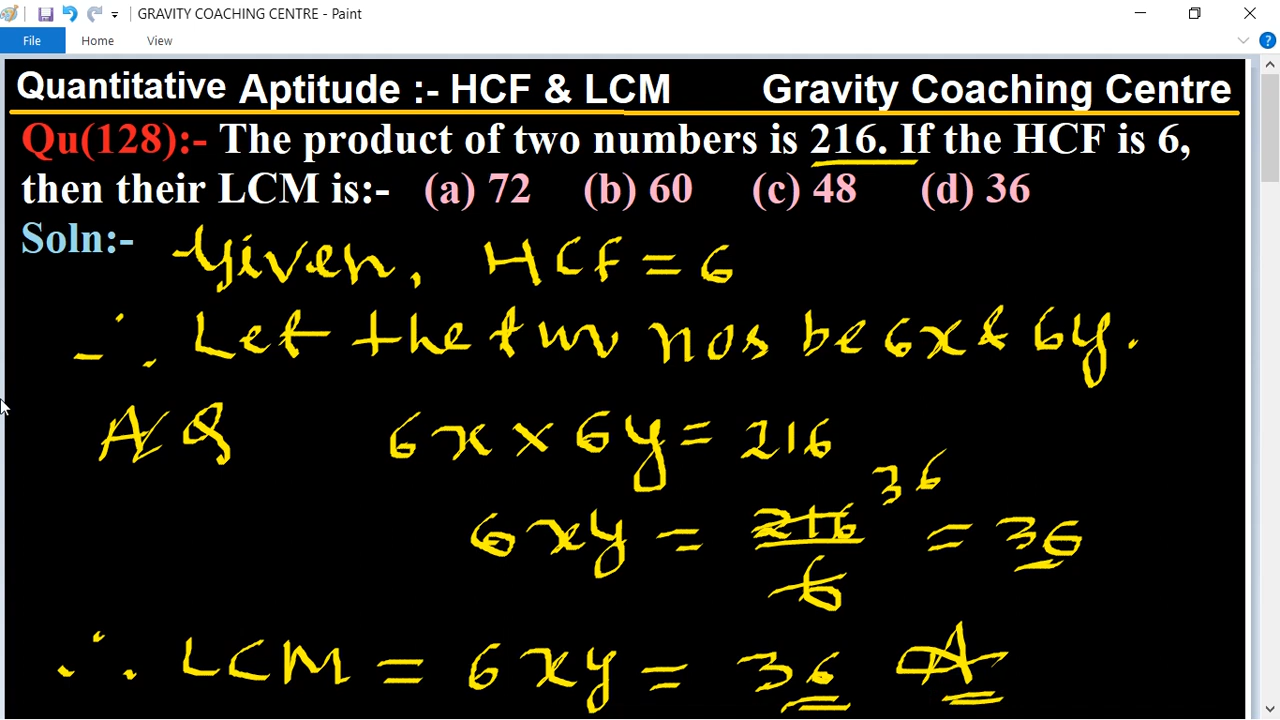 GRAVITY COACHING CENTRE - Paint
File Home View
Quantitative Aptitude :- HCF & LCM Gravity Coaching Centre
Qu(128):- The product of two numbers is 216. If the HCF is 6,
then their LCM is:- (a) 72 (b) 60 (c) 48 (d) 36
Soln:- Given, HCF = 6
∴ Let the two nos be 6x & 6y.
A/Q 6x × 6y = 216
6xy = 216/6 36 = 36
∴ LCM = 6xy = 36 A